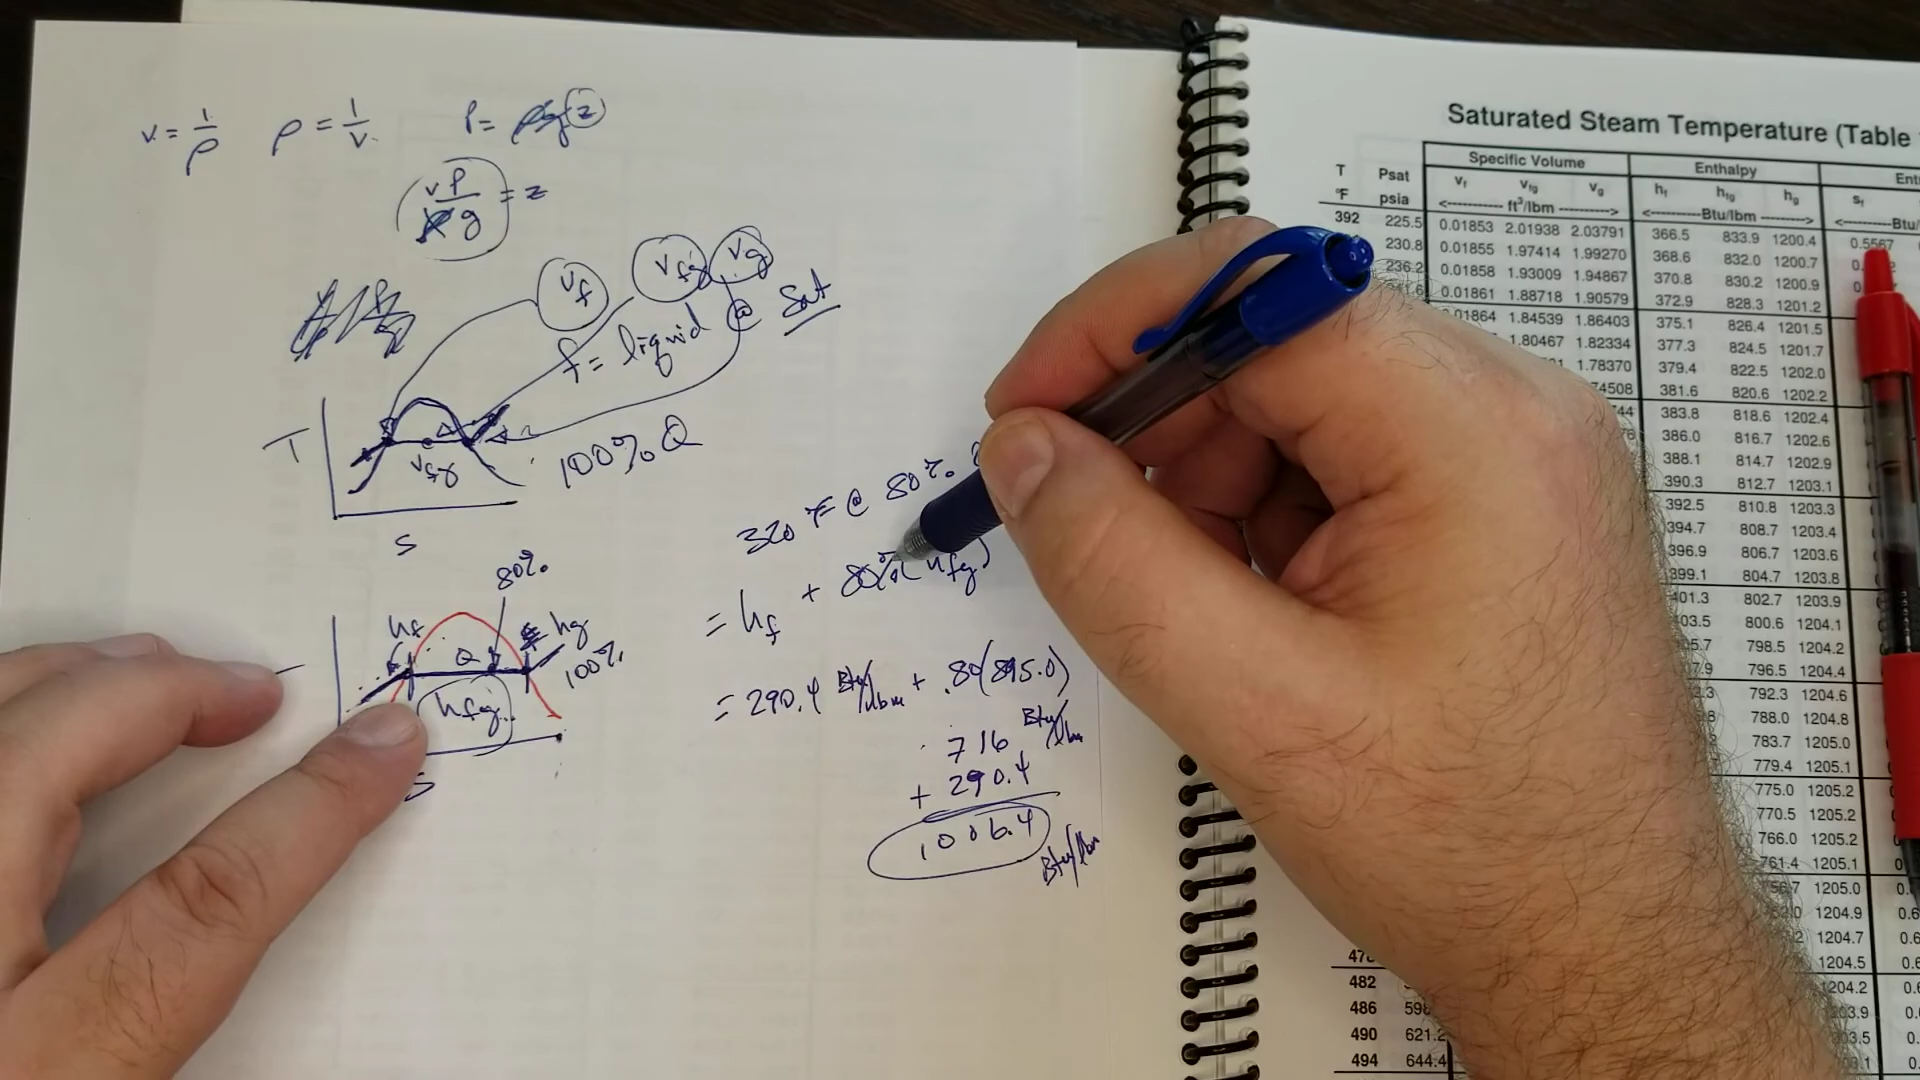 v = 1/ρ ρ = 1/v P = ρg z
vP/g = z
vf vfg vg
f = liquid @ Sat
T
vfg
100% Q
S
320 °F @ 80%
= hf + 80% ( hfg )
= 290.4 Btu/lbm + .80(895.0)
716 Btu/lbm
+ 290.4
1006.4 Btu/lbm
80%
hf Q hg
100%
hfg
S
Saturated Steam Temperature (Table
Specific Volume Enthalpy
T Psat vf vfg vg hf hfg hg sf
°F psia <---------- ft³/lbm ---------> <---------Btu/lbm ---------> <---------Btu/
392 225.5 0.01853 2.01938 2.03791 366.5 833.9 1200.4 0.5567
230.8 0.01855 1.97414 1.99270 368.6 832.0 1200.7
236.2 0.01858 1.93009 1.94867 370.8 830.2 1200.9
0.01861 1.88718 1.90579 372.9 828.3 1201.2
1.84539 1.86403 375.1 826.4 1201.5
1.80467 1.82334 377.3 824.5 1201.7
1.78370 379.4 822.5 1202.0
381.6 820.6 1202.2
383.8 818.6 1202.4
386.0 816.7 1202.6
388.1 814.7 1202.9
390.3 812.7 1203.1
392.5 810.8 1203.3
394.7 808.7 1203.4
396.9 806.7 1203.6
399.1 804.7 1203.8
802.7 1203.9
800.6 1204.1
798.5 1204.2
796.5 1204.4
792.3 1204.6
788.0 1204.8
783.7 1205.0
779.4 1205.1
775.0 1205.2
770.5 1205.2
766.0 1205.2
1205.1
1205.0
1204.9
1204.7
1204.5
482 1204.2
486
490 621.2
494 644.4